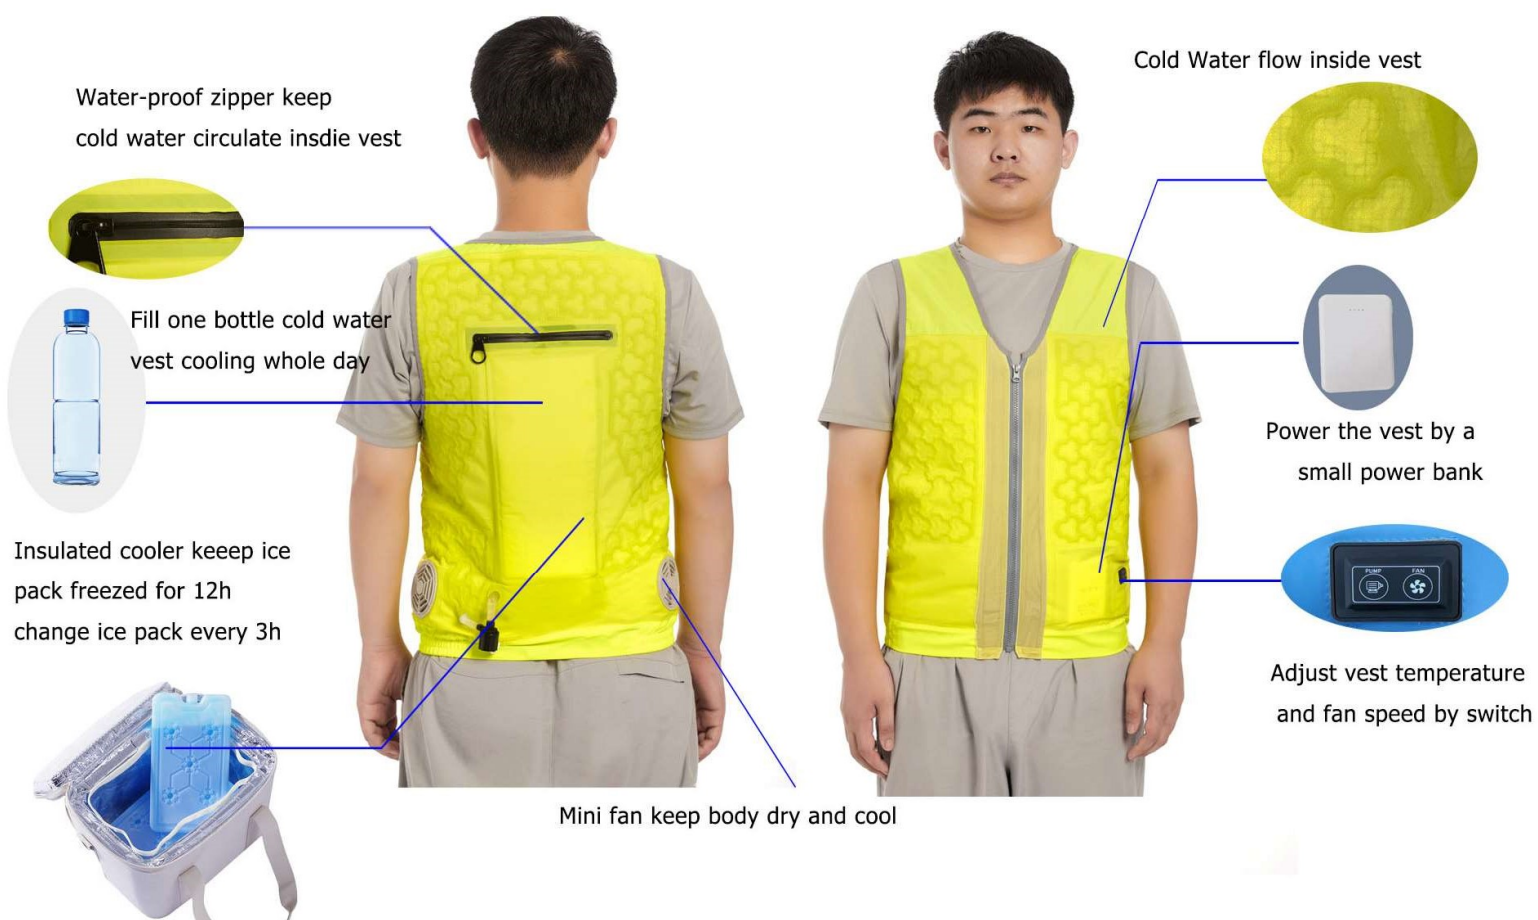 Water-proof zipper keep
cold water circulate insdie vest
Fill one bottle cold water
vest cooling whole day
Insulated cooler keeep ice
pack freezed for 12h
change ice pack every 3h
Mini fan keep body dry and cool
Cold Water flow inside vest
Power the vest by a
small power bank
PUMP FAN
Adjust vest temperature
and fan speed by switch